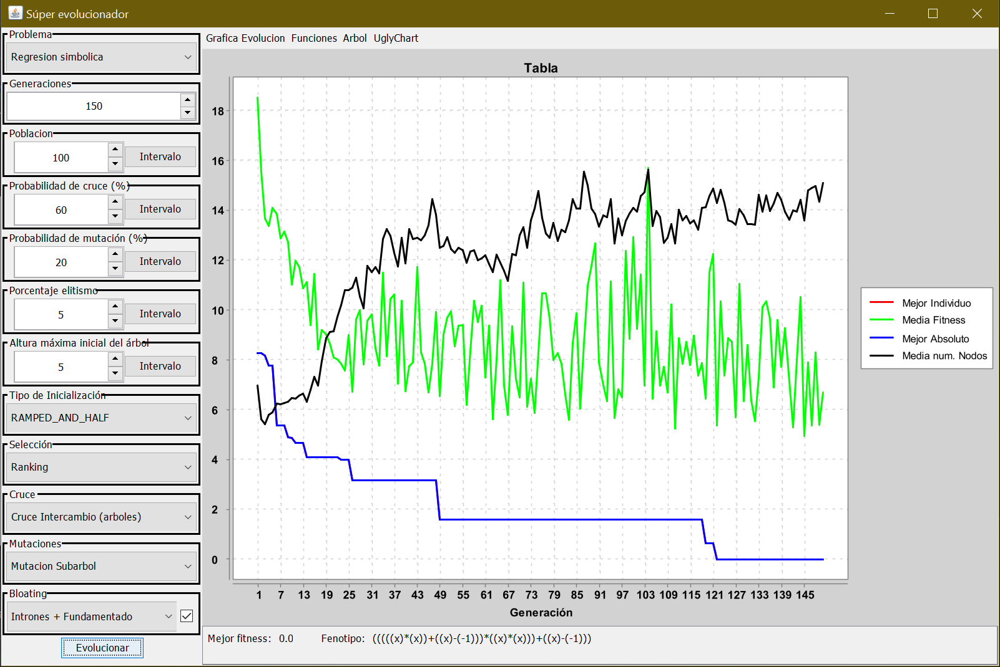 Súper evolucionador
Problema
Regresion simbolica
Generaciones
150
Poblacion
100 Intervalo
Probabilidad de cruce (%)
60 Intervalo
Probabilidad de mutación (%)
20 Intervalo
Porcentaje elitismo
5 Intervalo
Altura máxima inicial del árbol
5 Intervalo
Tipo de Inicialización
RAMPED_AND_HALF
Selección
Ranking
Cruce
Cruce Intercambio (arboles)
Mutaciones
Mutacion Subarbol
Bloating
Intrones + Fundamentado
Evolucionar
Grafica Evolucion Funciones Arbol UglyChart
Tabla
18
16
14
12
10
8
6
4
2
0
1 7 13 19 25 31 37 43 49 55 61 67 73 79 85 91 97 103 109 115 121 127 133 139 145
Generación
Mejor Individuo
Media Fitness
Mejor Absoluto
Media num. Nodos
Mejor fitness: 0.0 Fenotipo: (((((x)*(x))+((x)-(-1)))*((x)*(x)))+((x)-(-1)))